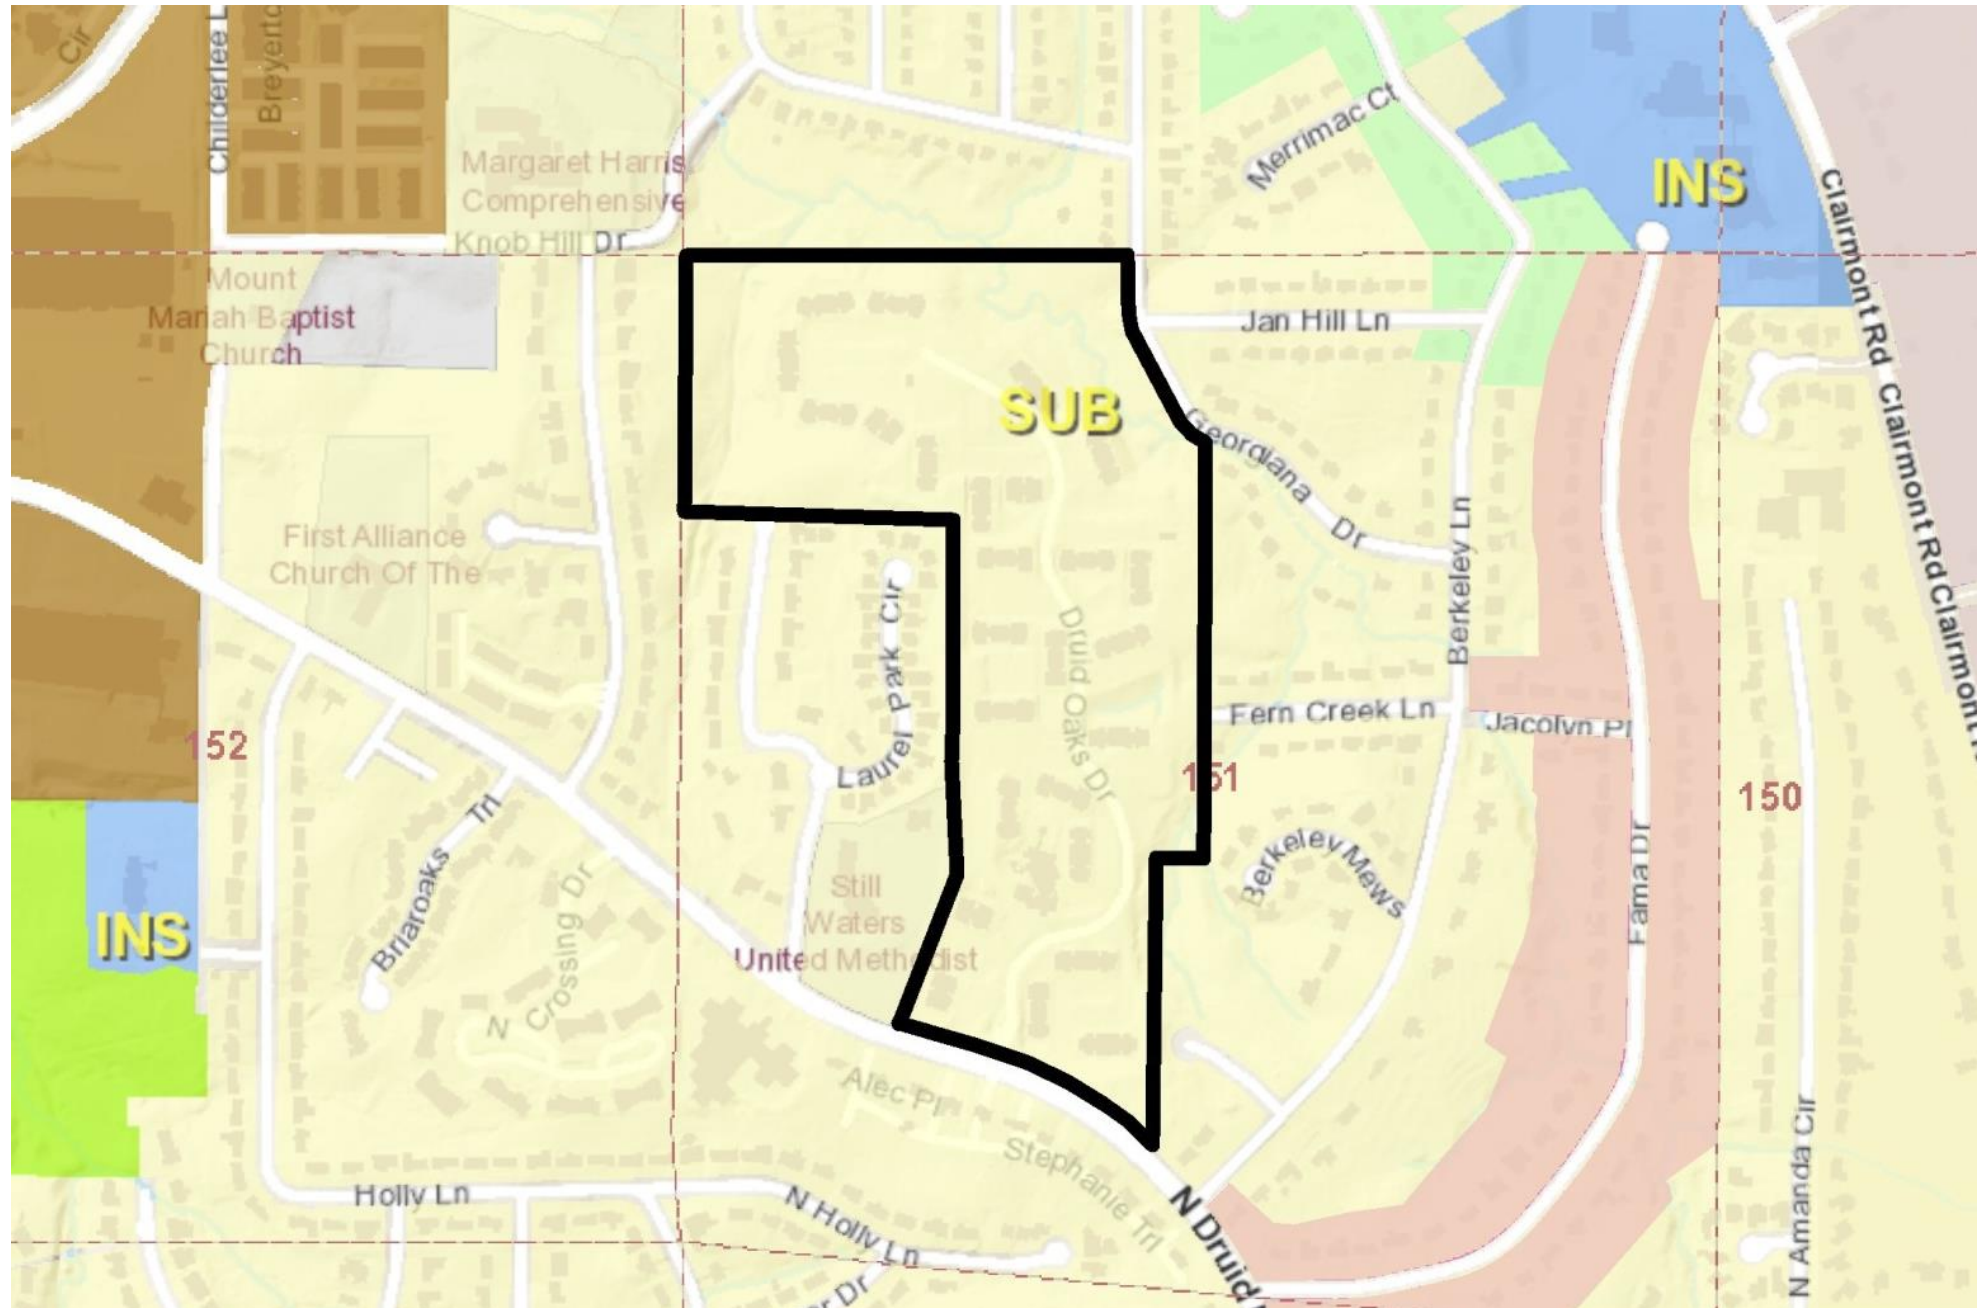 Cir
Childerlee L
Breyerto
Margaret Harris
Comprehensive
Knob Hill Dr
Merrimac Ct
INS
Clairmont Rd
Clairmont Rd
Clairmont R
Mount
Mariah Baptist
Church
Jan Hill Ln
SUB
Georgiana Dr
Berkeley Ln
First Alliance
Church Of The
Laurel Park Cir
Druid Oaks Dr
Fern Creek Ln
Jacolyn Pl
152
151
150
Briaroaks Trl
N Crossing Dr
Still
Waters
United Methodist
Berkeley Mews
Fama Dr
INS
Alec Pl
Stephanie Trl
Holly Ln
N Holly Ln
N Druid
N Amanda Cir
Dr